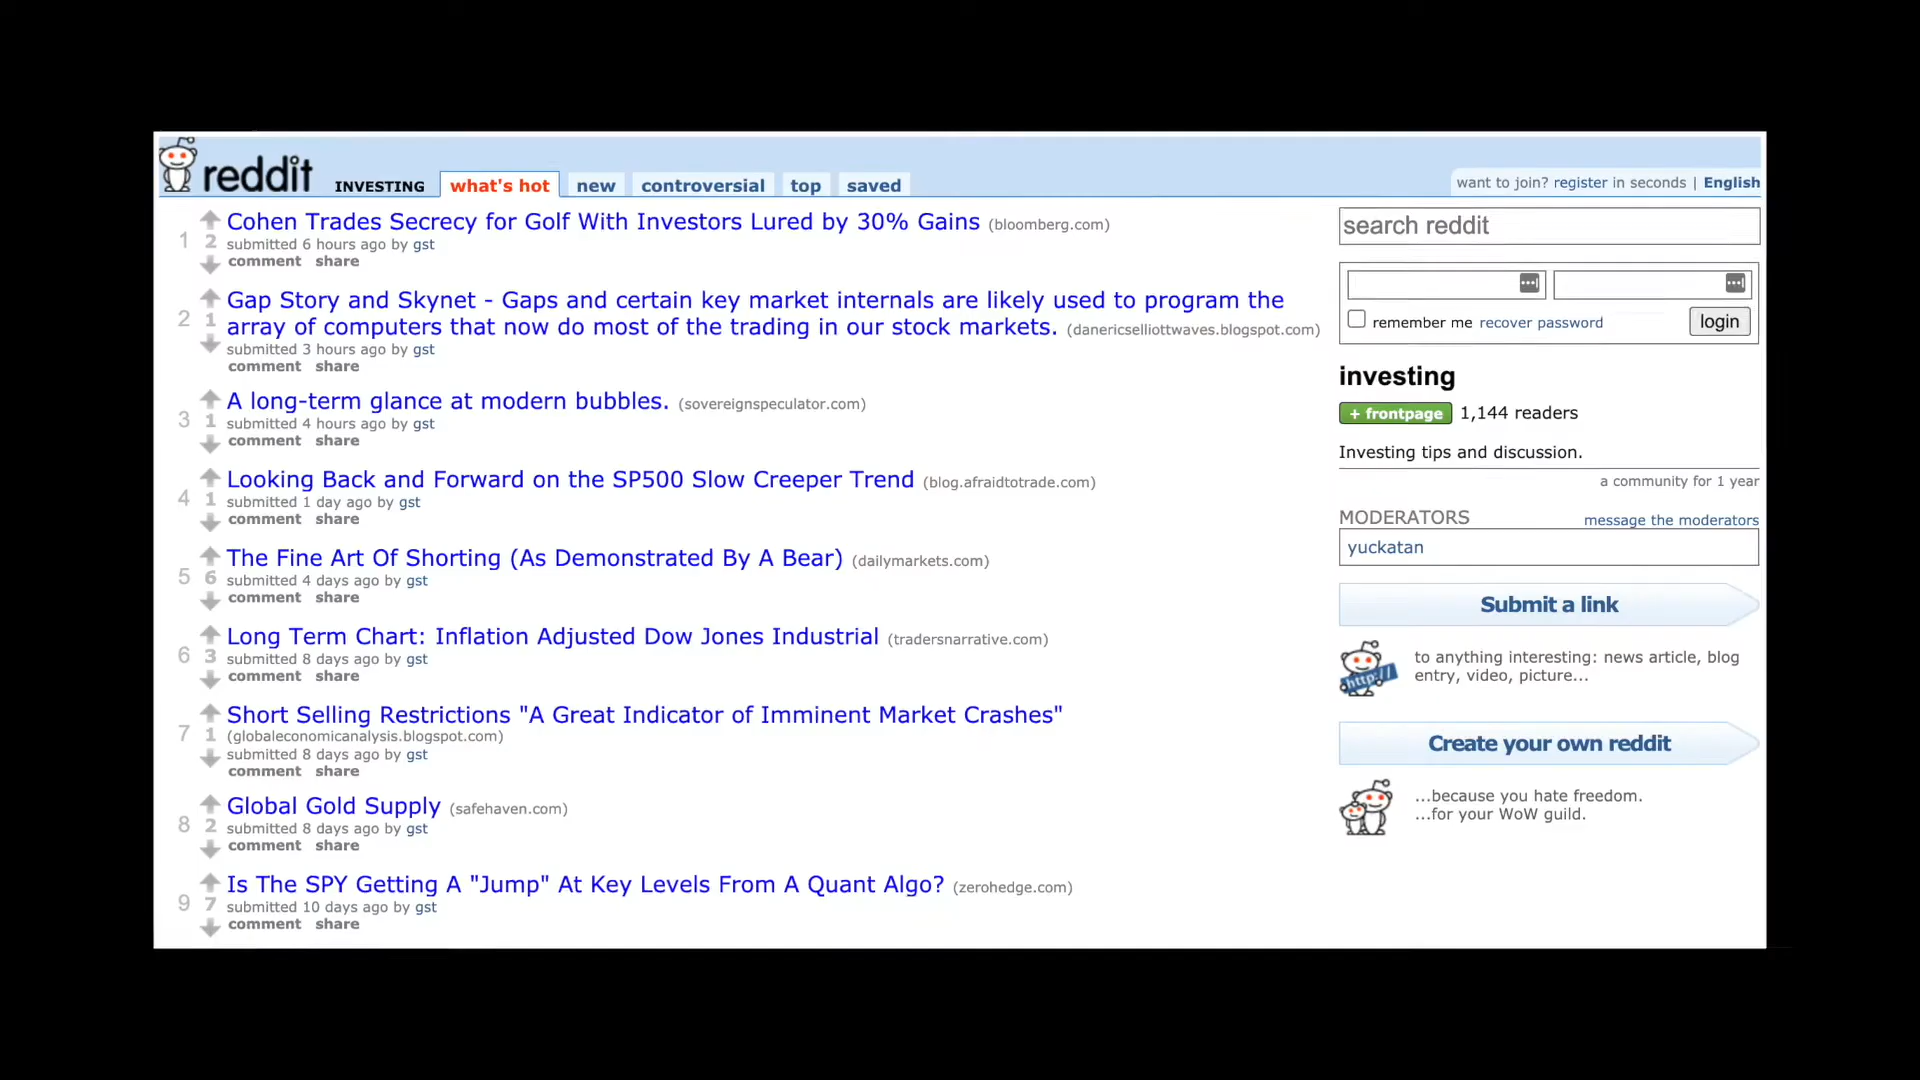 reddit INVESTING what's hot new controversial top saved want to join? register in seconds | English
1 2 Cohen Trades Secrecy for Golf With Investors Lured by 30% Gains (bloomberg.com)
submitted 6 hours ago by gst
comment share
2 1 Gap Story and Skynet - Gaps and certain key market internals are likely used to program the
array of computers that now do most of the trading in our stock markets. (danericselliottwaves.blogspot.com)
submitted 3 hours ago by gst
comment share
3 1 A long-term glance at modern bubbles. (sovereignspeculator.com)
submitted 4 hours ago by gst
comment share
4 1 Looking Back and Forward on the SP500 Slow Creeper Trend (blog.afraidtotrade.com)
submitted 1 day ago by gst
comment share
5 6 The Fine Art Of Shorting (As Demonstrated By A Bear) (dailymarkets.com)
submitted 4 days ago by gst
comment share
6 3 Long Term Chart: Inflation Adjusted Dow Jones Industrial (tradersnarrative.com)
submitted 8 days ago by gst
comment share
7 1 Short Selling Restrictions "A Great Indicator of Imminent Market Crashes"
(globaleconomicanalysis.blogspot.com)
submitted 8 days ago by gst
comment share
8 2 Global Gold Supply (safehaven.com)
submitted 8 days ago by gst
comment share
9 7 Is The SPY Getting A "Jump" At Key Levels From A Quant Algo? (zerohedge.com)
submitted 10 days ago by gst
comment share
search reddit
remember me recover password login
investing
+ frontpage 1,144 readers
Investing tips and discussion.
a community for 1 year
MODERATORS message the moderators
yuckatan
Submit a link
http://
to anything interesting: news article, blog
entry, video, picture...
Create your own reddit
...because you hate freedom.
...for your WoW guild.